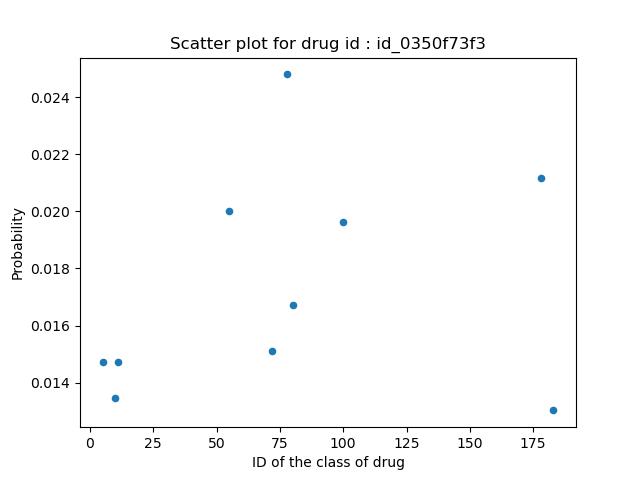 Scatter plot for drug id : id_0350f73f3
0.024
0.022
0.020
0.018
0.016
0.014
Probability
0 25 50 75 100 125 150 175
ID of the class of drug